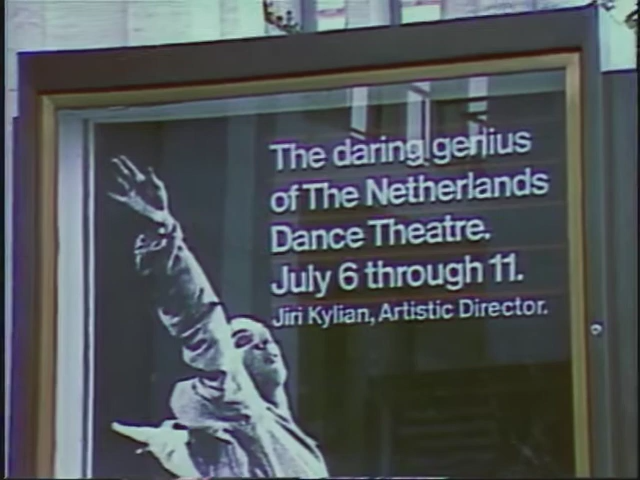 The daring genius
of The Netherlands
Dance Theatre.
July 6 through 11.
Jiri Kylian, Artistic Director.